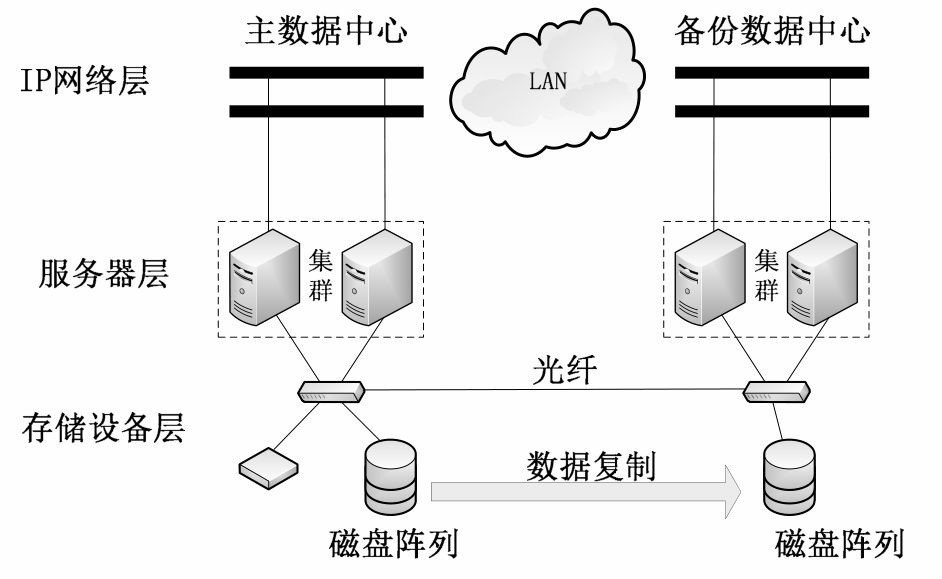 主数据中心
备份数据中心
IP网络层
LAN
服务器层
集群
集群
光纤
存储设备层
数据复制
磁盘阵列
磁盘阵列